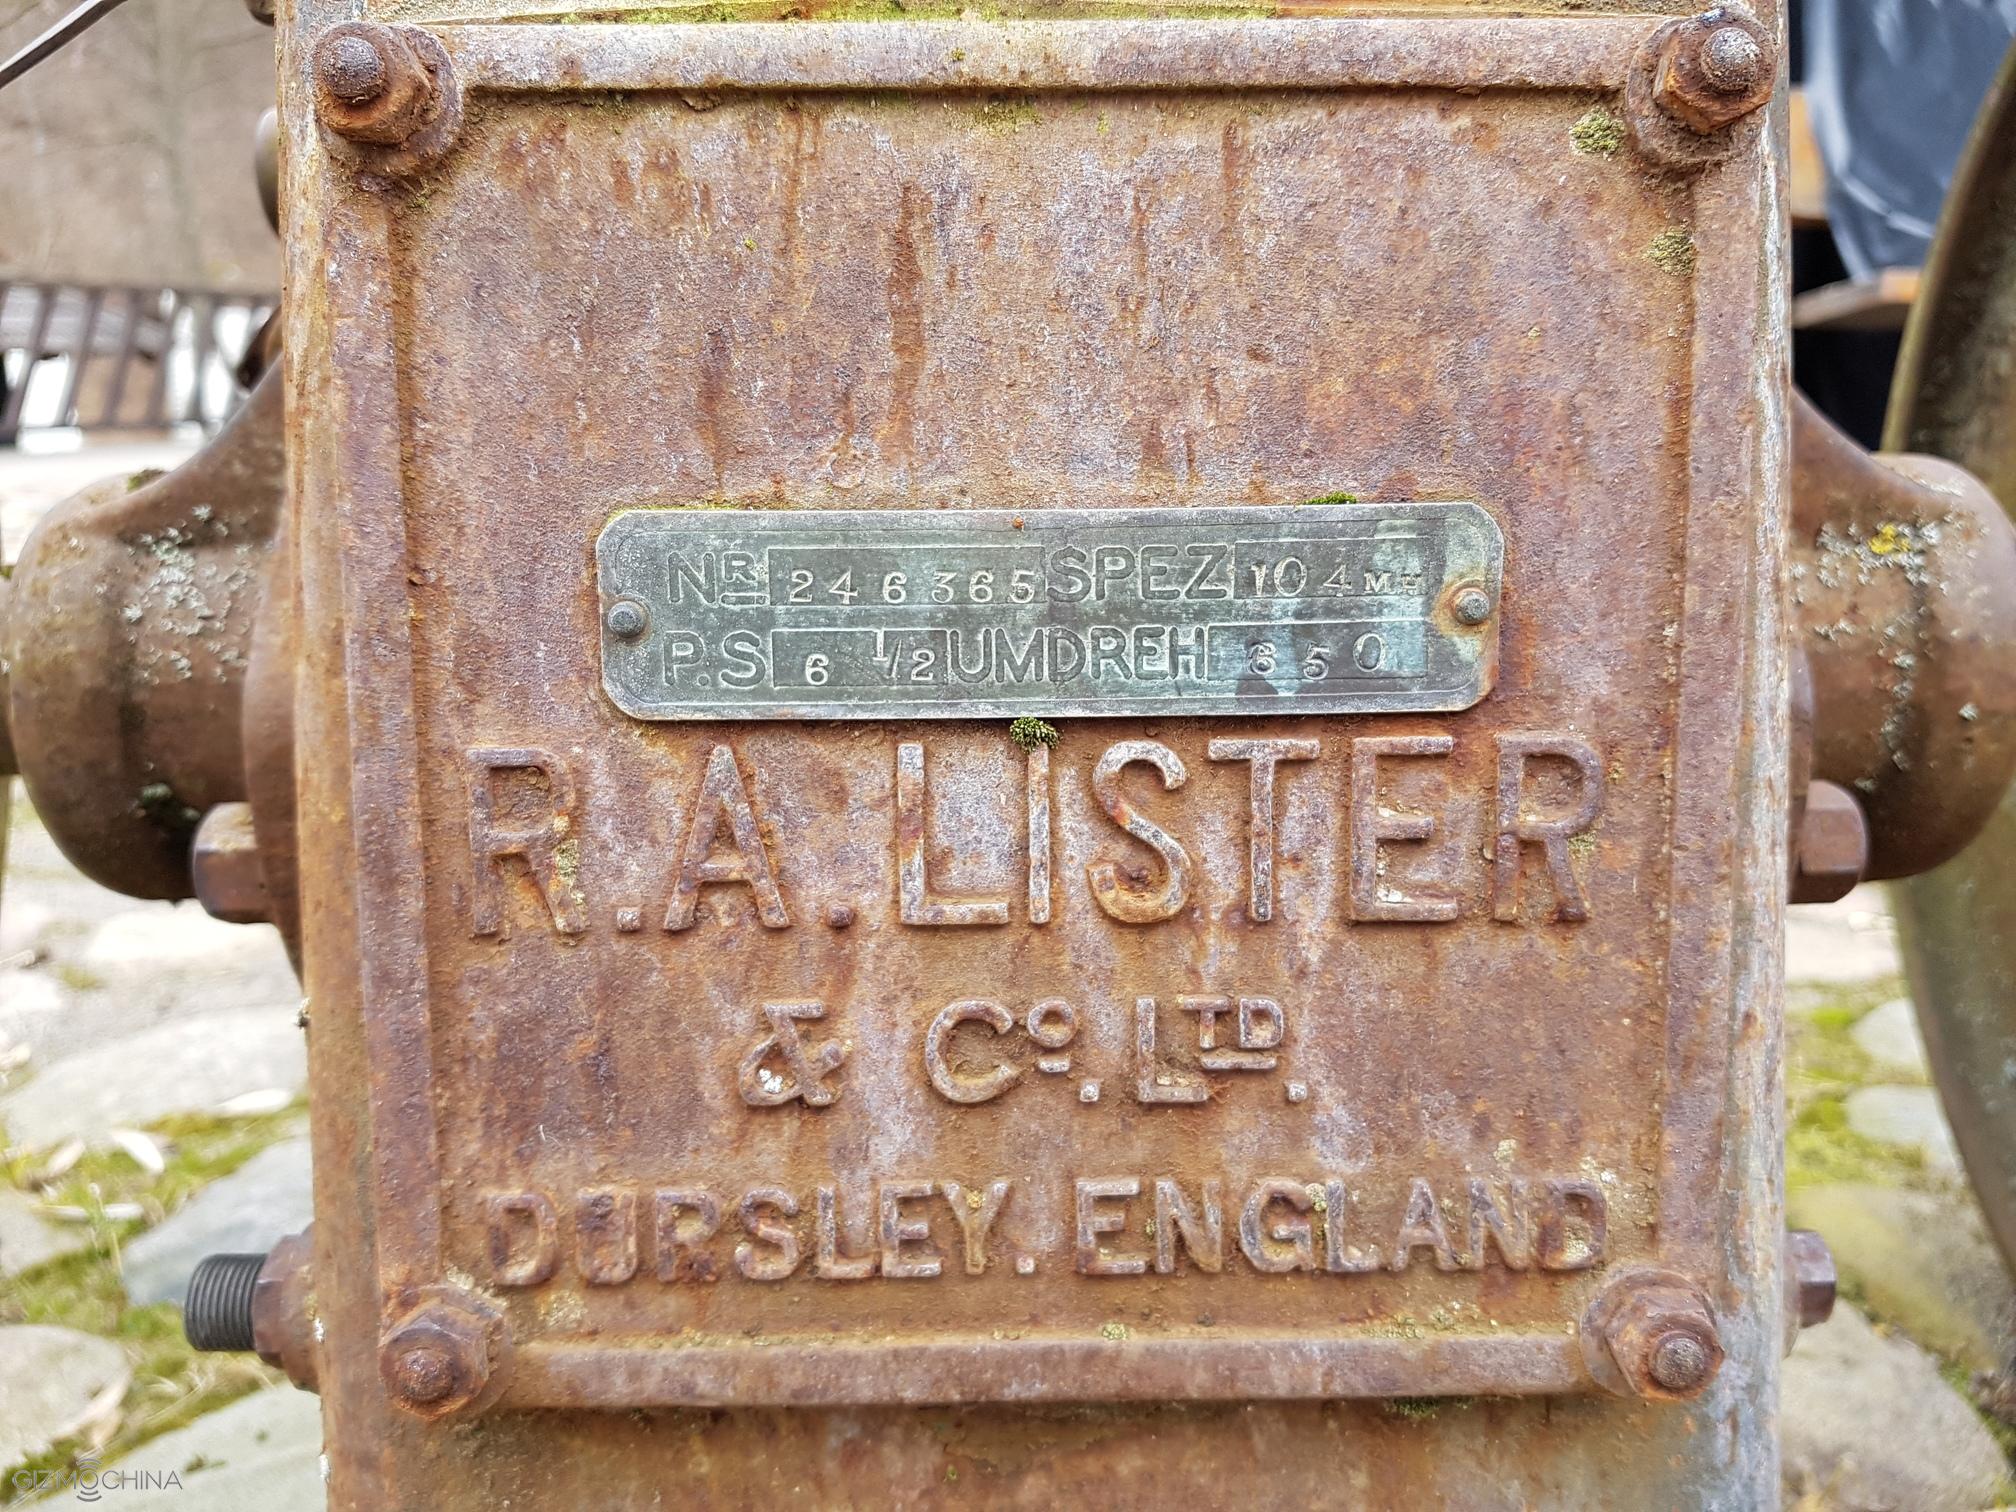 NR 246365 SPEZ 104 MH
P.S 6 1/2 UMDREH 650
R.A. LISTER
& Co. LTD.
DURSLEY. ENGLAND
GIZMOCHINA